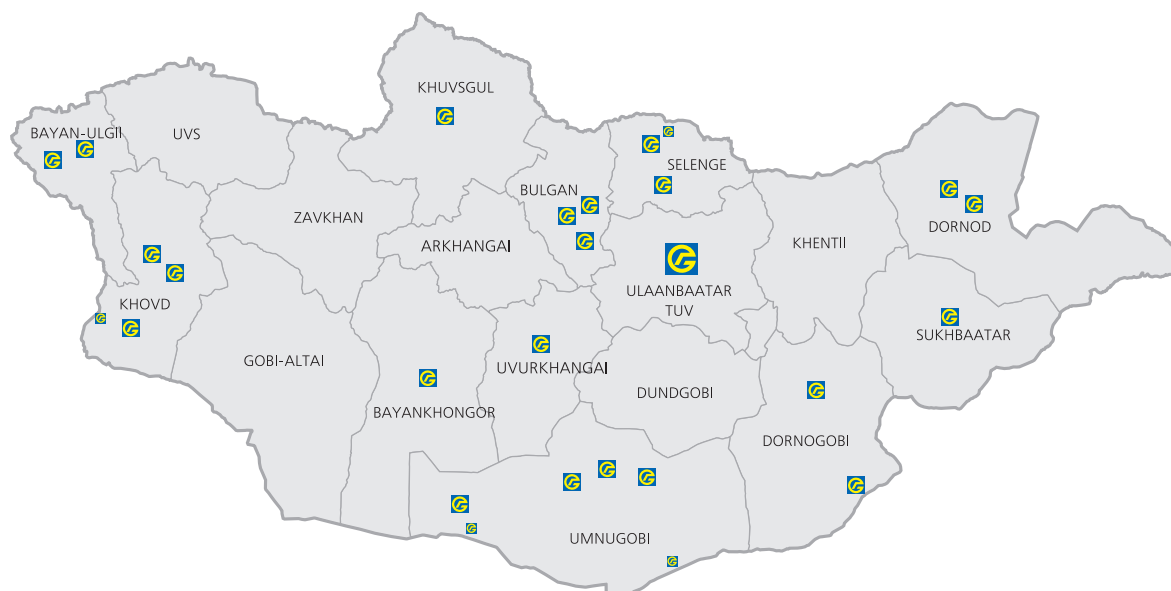 KHUVSGUL
BAYAN-ULGII
UVS
SELENGE
BULGAN
ZAVKHAN
ARKHANGAI
KHENTII
DORNOD
ULAANBAATAR
TUV
KHOVD
SUKHBAATAR
GOBI-ALTAI
UVURKHANGAI
DUNDGOBI
BAYANKHONGOR
DORNOGOBI
UMNUGOBI